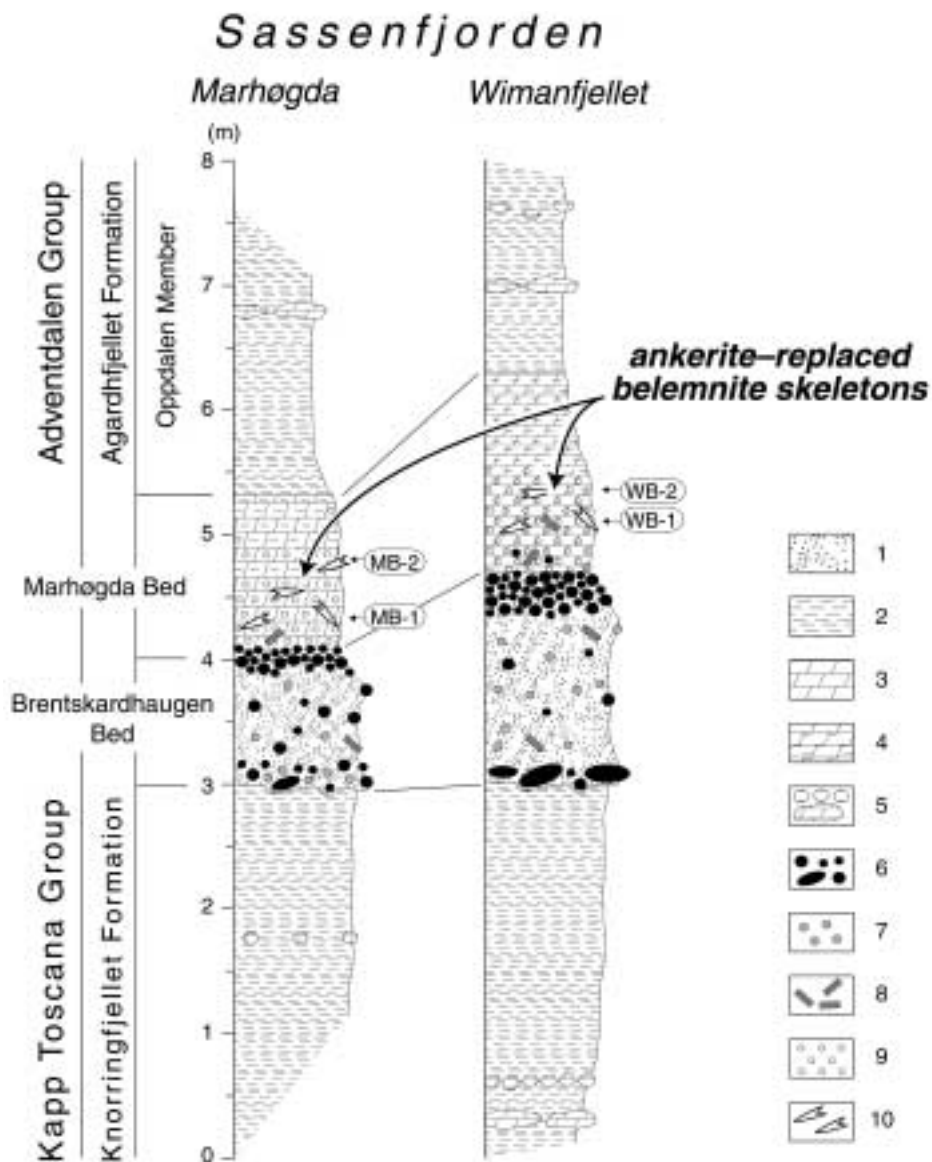 Sassenfjorden
Marhøgda
Wimanfjellet
(m)
8
7
6
5
4
3
2
1
0
Adventdalen Group
Agardhfjellet Formation
Oppdalen Member
Marhøgda Bed
Brentskardhaugen
Bed
Kapp Toscana Group
Knorringfjellet Formation
ankerite–replaced
belemnite skeletons
MB-2
MB-1
WB-2
WB-1
1
2
3
4
5
6
7
8
9
10